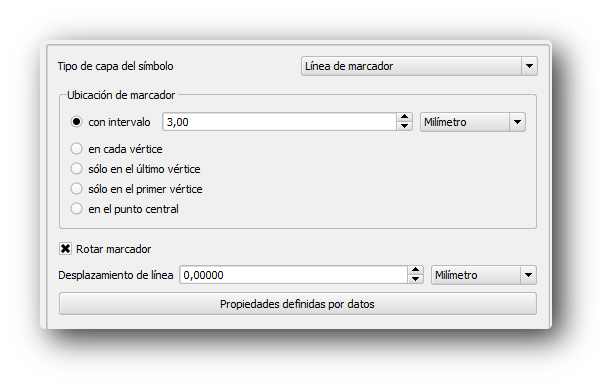 Tipo de capa del símbolo Línea de marcador
Ubicación de marcador
con intervalo 3,00 Milímetro
en cada vértice
sólo en el último vértice
sólo en el primer vértice
en el punto central
Rotar marcador
Desplazamiento de línea 0,00000 Milímetro
Propiedades definidas por datos